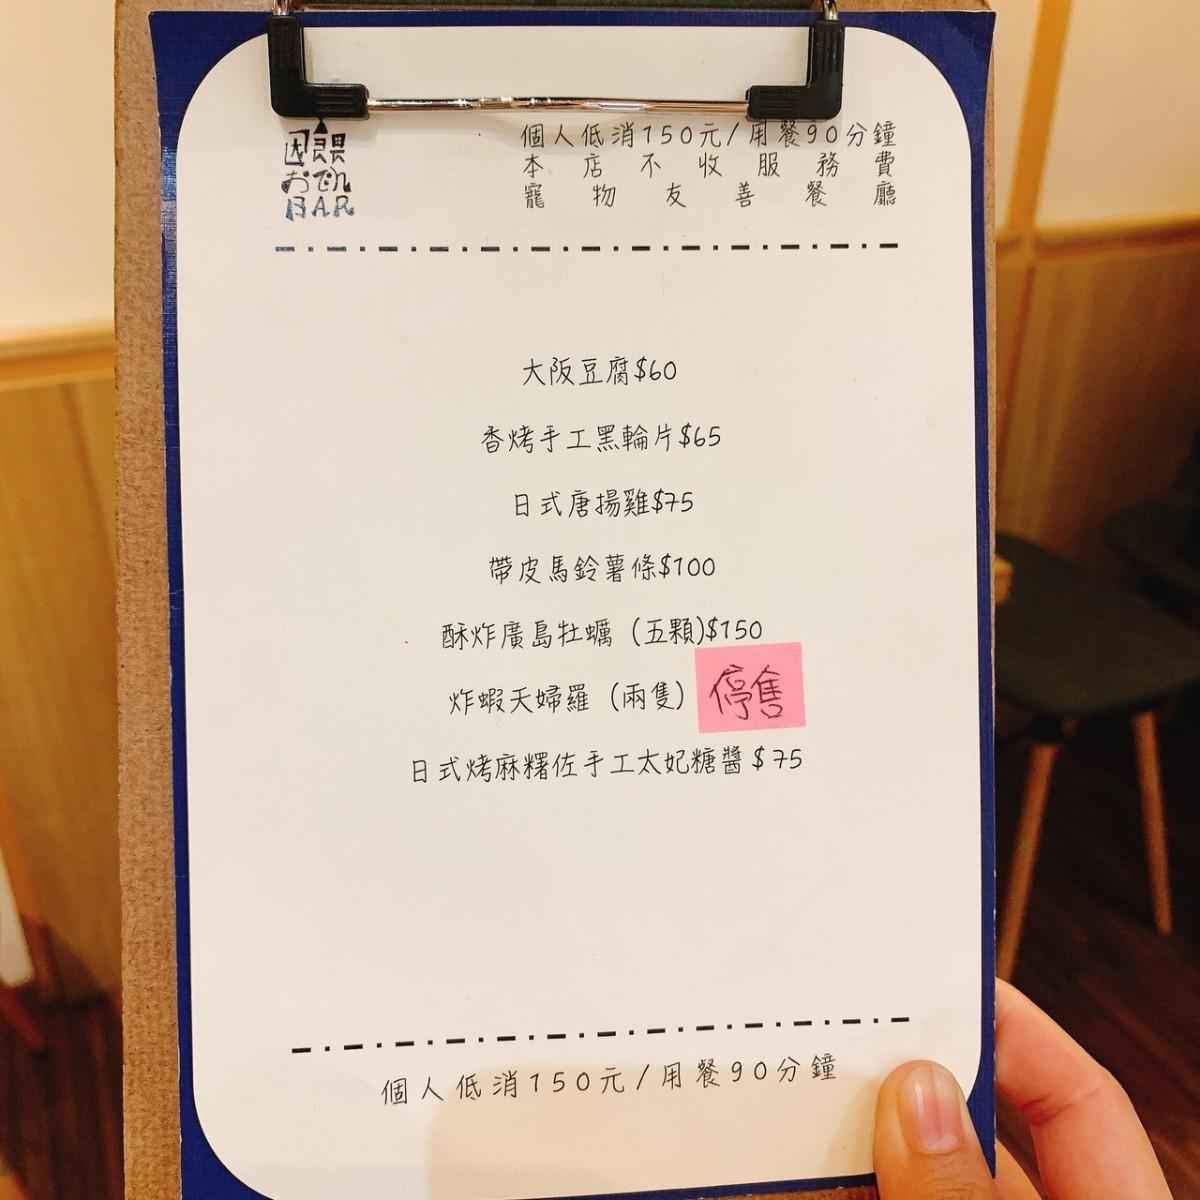 因餵
お吼
BAR
個人低消150元/用餐90分鐘
本店不收服務費
寵物友善餐廳
大阪豆腐$60
香烤手工黑輪片$65
日式唐揚雞$75
帶皮馬鈴薯條$100
酥炸廣島牡蠣 (五顆)$150
炸蝦天婦羅 (兩隻) 停售
日式烤麻糬佐手工太妃糖醬$75
個人低消150元/用餐90分鐘